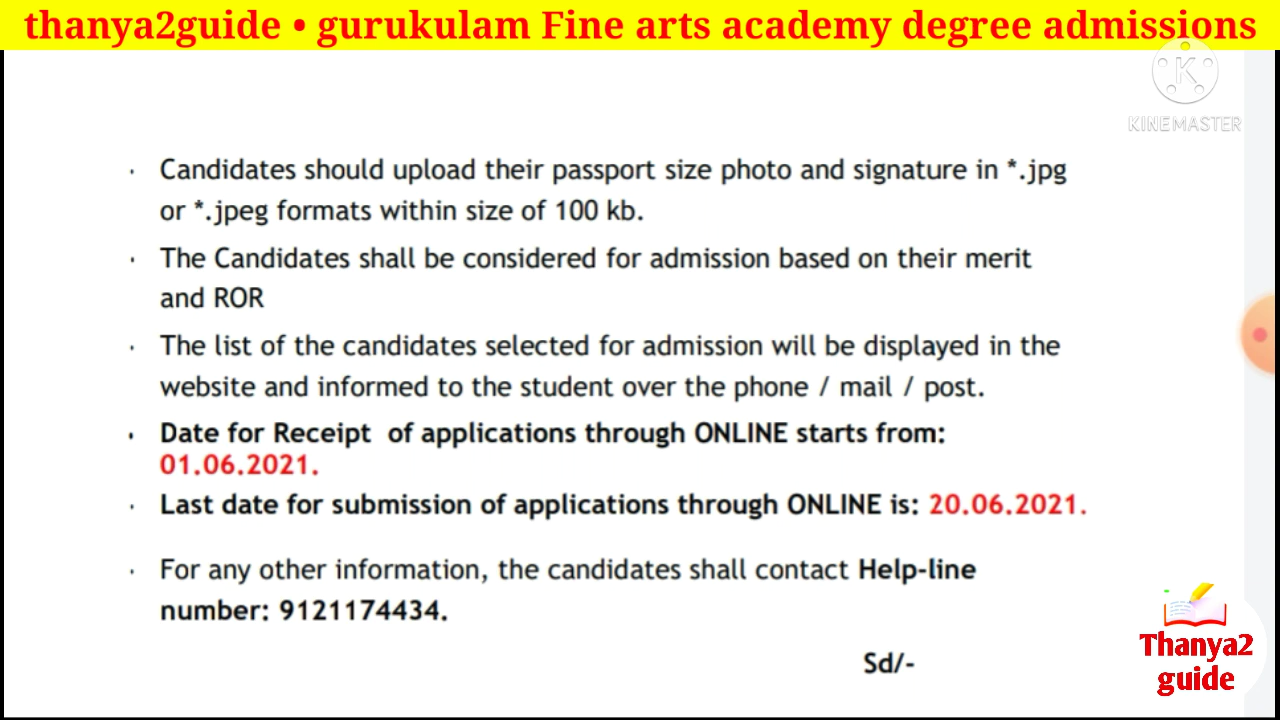 thanya2guide • gurukulam Fine arts academy degree admissions
K
KINEMASTER
· Candidates should upload their passport size photo and signature in *.jpg
or *.jpeg formats within size of 100 kb.
· The Candidates shall be considered for admission based on their merit
and ROR
· The list of the candidates selected for admission will be displayed in the
website and informed to the student over the phone / mail / post.
· Date for Receipt  of applications through ONLINE starts from:
01.06.2021.
· Last date for submission of applications through ONLINE is: 20.06.2021.
· For any other information, the candidates shall contact Help-line
number: 9121174434.
Sd/-
Thanya2
guide